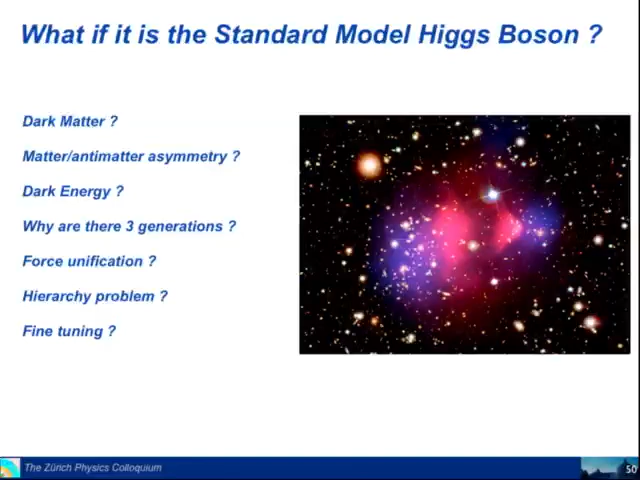 What if it is the Standard Model Higgs Boson ?
Dark Matter ?
Matter/antimatter asymmetry ?
Dark Energy ?
Why are there 3 generations ?
Force unification ?
Hierarchy problem ?
Fine tuning ?
The Zürich Physics Colloquium
50